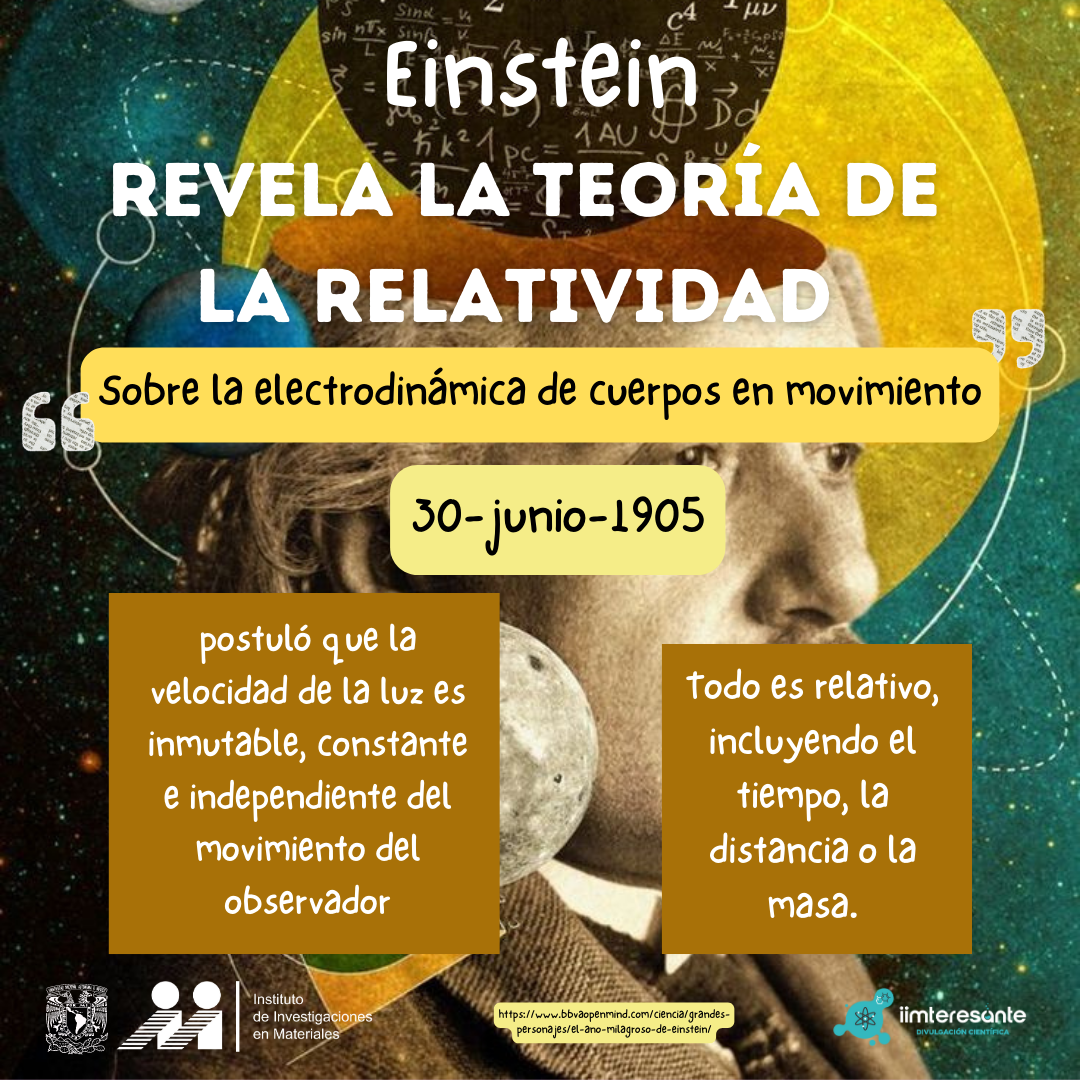 Einstein
REVELA LA TEORÍA DE
LA RELATIVIDAD
“
Sobre la electrodinámica de cuerpos en movimiento
”
30-junio-1905
postuló que la
velocidad de la luz es
inmutable, constante
e independiente del
movimiento del
observador
Todo es relativo,
incluyendo el
tiempo, la
distancia o la
masa.
Instituto
de Investigaciones
en Materiales
https://www.bbvaopenmind.com/ciencia/grandes-
personajes/el-ano-milagroso-de-einstein/
iimteresante
DIVULGACIÓN CIENTÍFICA